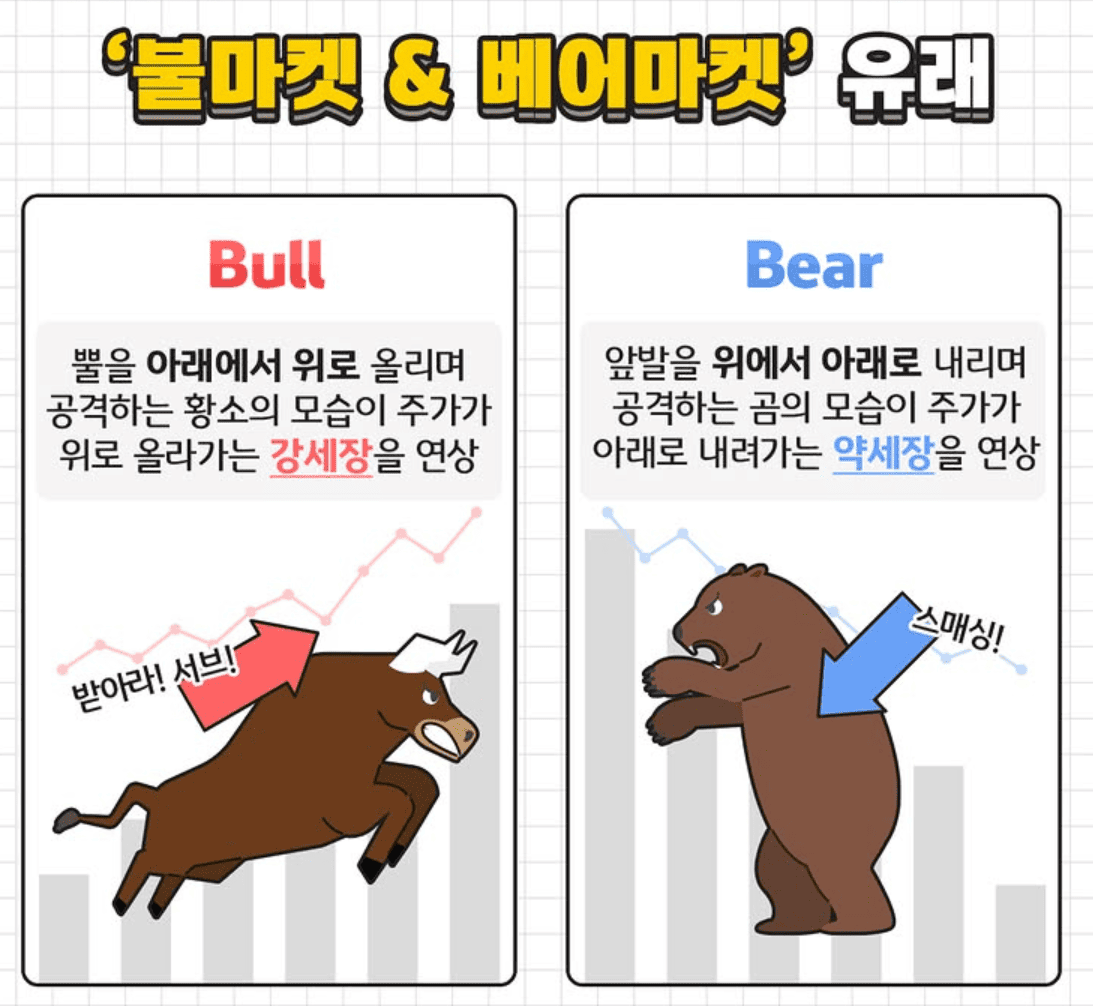 ‘불마켓 & 베어마켓’ 유래
Bull
뿔을 아래에서 위로 올리며
공격하는 황소의 모습이 주가가
위로 올라가는 강세장을 연상
받아라! 서브!
Bear
앞발을 위에서 아래로 내리며
공격하는 곰의 모습이 주가가
아래로 내려가는 약세장을 연상
스매싱!